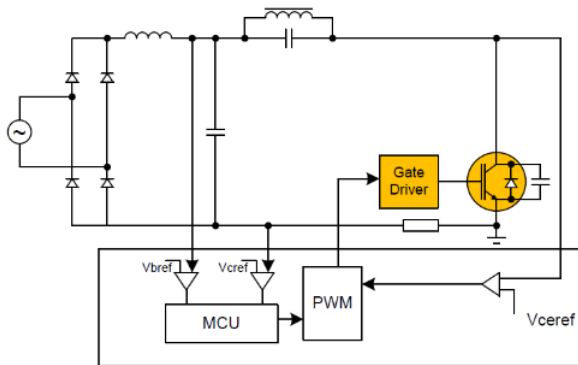 Gate
Driver
Vbref
Vcref
MCU
PWM
Vceref